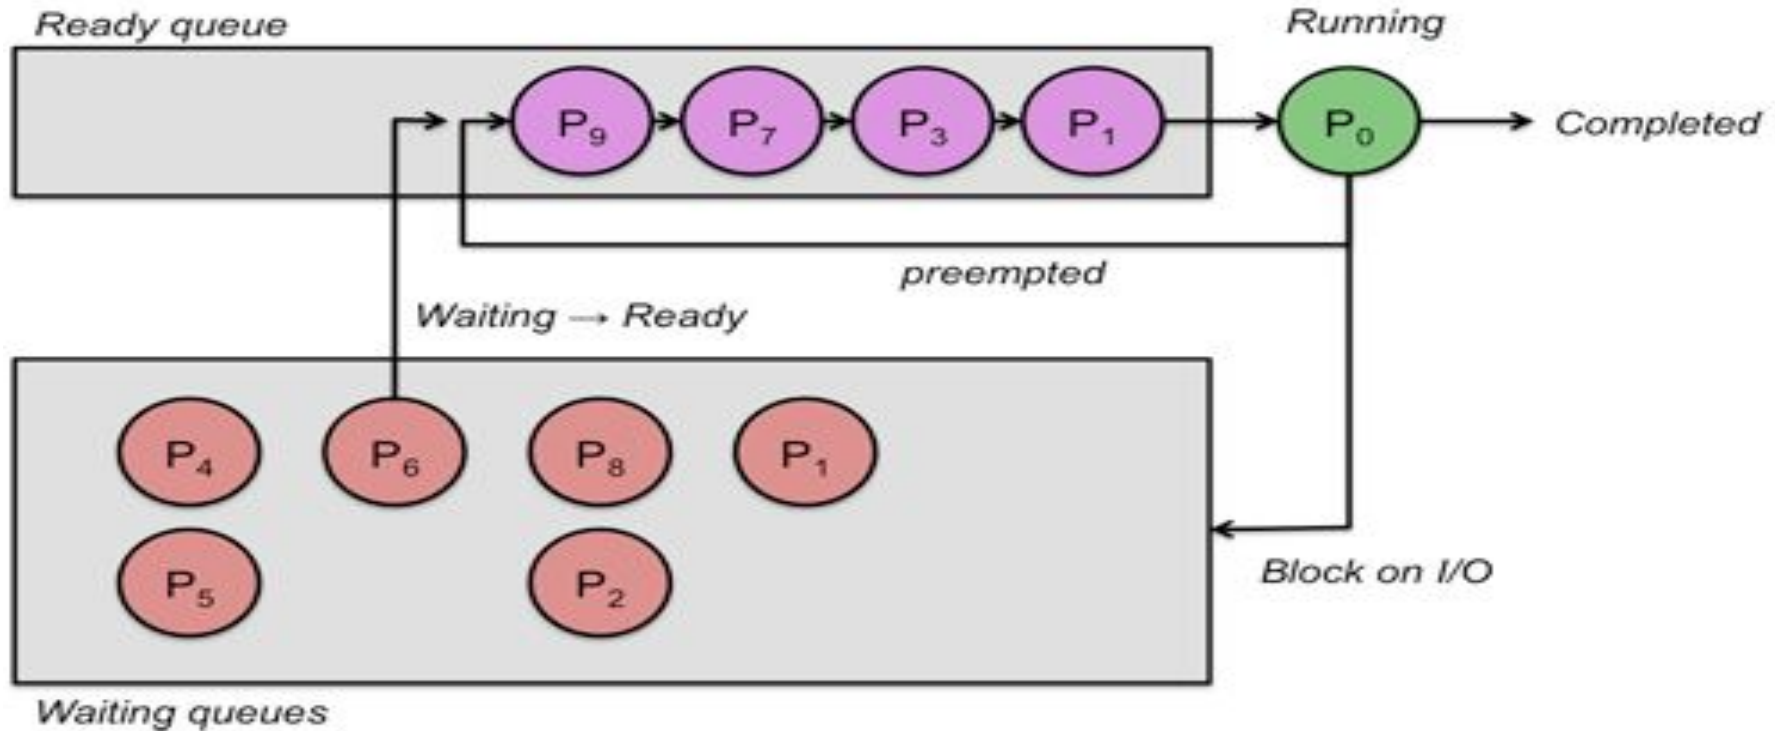 Ready queue
Running
P₉ P₇ P₃ P₁ P₀ Completed
preempted
Waiting → Ready
P₄ P₆ P₈ P₁
Block on I/O
P₅ P₂
Waiting queues